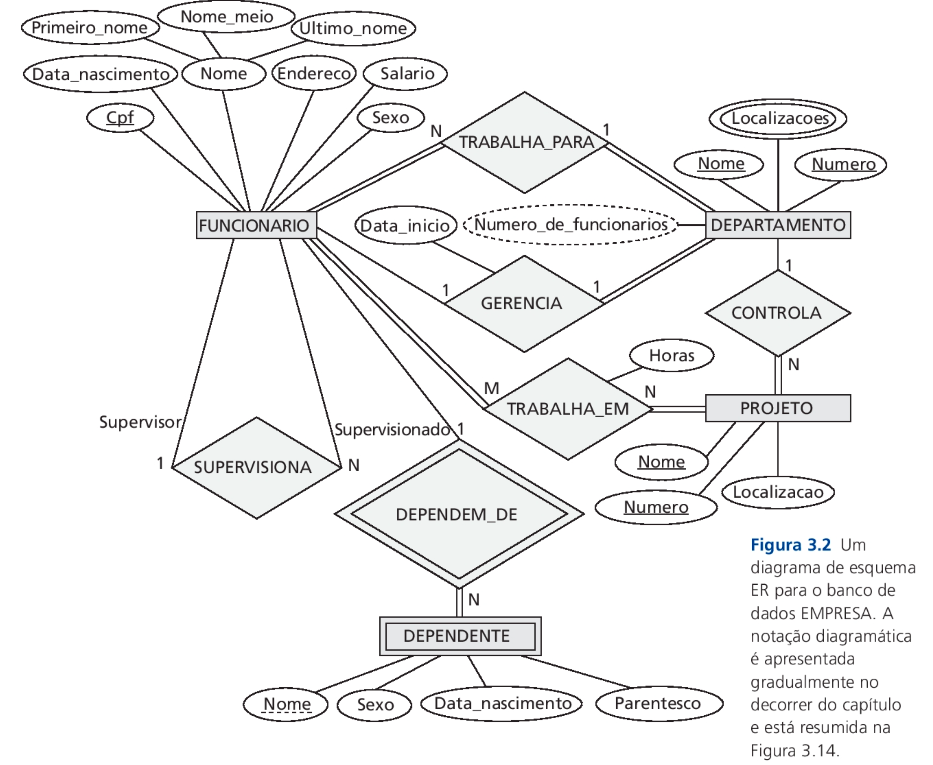 Nome_meio
Primeiro_nome
Ultimo_nome
Data_nascimento
Nome
Endereco
Salario
Cpf
Sexo
N
TRABALHA_PARA
1
Localizacoes
Nome
Numero
FUNCIONARIO
Data_inicio
Numero_de_funcionarios
DEPARTAMENTO
1
GERENCIA
1
1
CONTROLA
N
Horas
M
TRABALHA_EM
N
PROJETO
Supervisor
Supervisionado
1
1
SUPERVISIONA
N
Nome
Numero
Localizacao
DEPENDEM_DE
N
DEPENDENTE
Nome
Sexo
Data_nascimento
Parentesco
Figura 3.2 Um
diagrama de esquema
ER para o banco de
dados EMPRESA. A
notação diagramática
é apresentada
gradualmente no
decorrer do capítulo
e está resumida na
Figura 3.14.